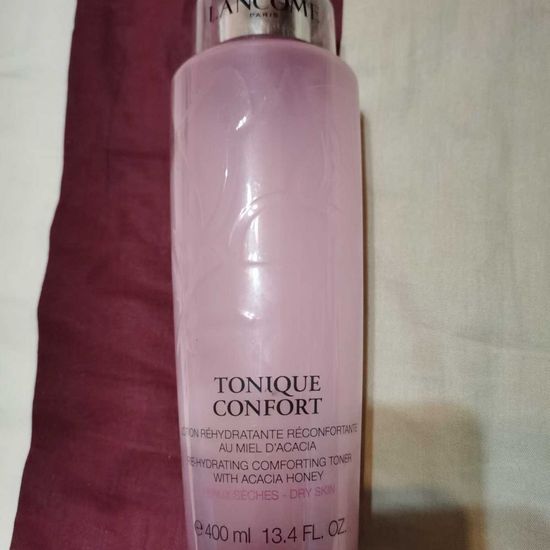 LANCÔME
PARIS
TONIQUE
CONFORT
LOTION RÉHYDRATANTE RÉCONFORTANTE
AU MIEL D'ACACIA
RE-HYDRATING COMFORTING TONER
WITH ACACIA HONEY
PEAUX SÈCHES - DRY SKIN
e 400 ml 13.4 FL. OZ.